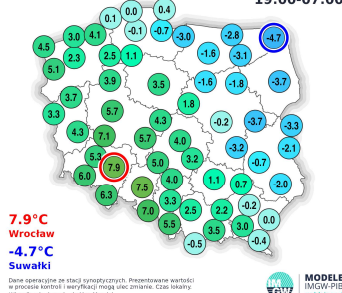 19:00-07:00
0.1 0.0 0.4
4.5 3.0 4.1 -0.1 -0.7 -3.0 -2.8 -4.7
5.1 2.3 2.5 1.1 -1.6 -3.1
3.9 3.5 -1.6 -1.8 -3.7
3.7 1.8
3.3 5.7 4.3 -0.2 -3.7 -3.3
4.3 7.1 5.7 4.0 -3.2 -2.1
5.3 7.9 5.0 3.2 -0.7
6.0 7.5 4.0 1.1 0.7 -2.0
6.3 3.3
7.0 2.5 2.2 -0.2 0.0
5.5 3.5 3.0
-0.5 -0.4
7.9°C
Wrocław
-4.7°C
Suwałki
Dane operacyjne ze stacji synoptycznych. Prezentowane wartości
w procesie kontroli i weryfikacji mogą ulec zmianie. Czas lokalny.
IM
GW
MODELE
IMGW-PIB